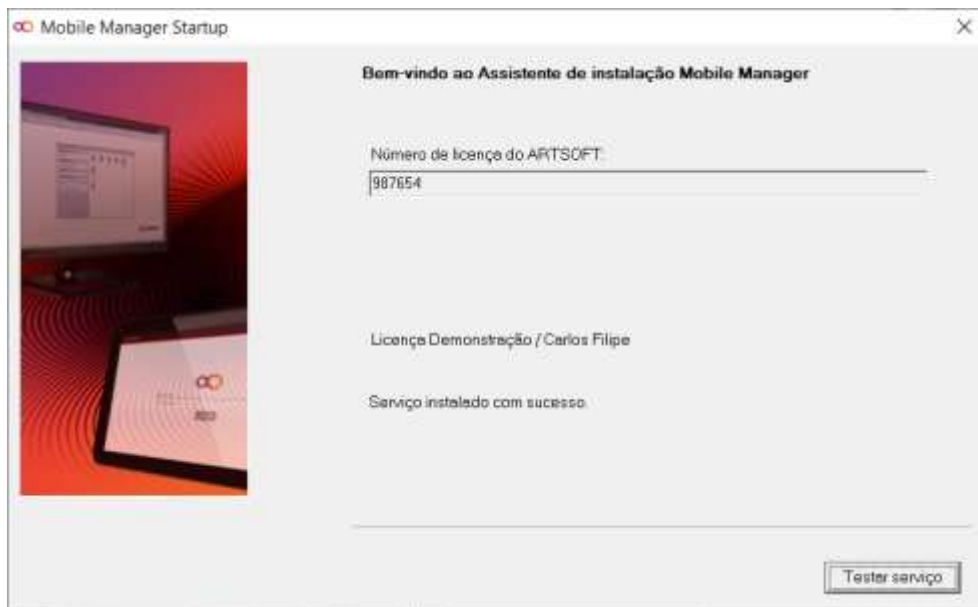 Mobile Manager Startup
Bem-vindo ao Assistente de instalação Mobile Manager
Número de licença do ARTSOFT:
987654
Licença Demonstração / Carlos Filipe
Serviço instalado com sucesso.
Testar serviço